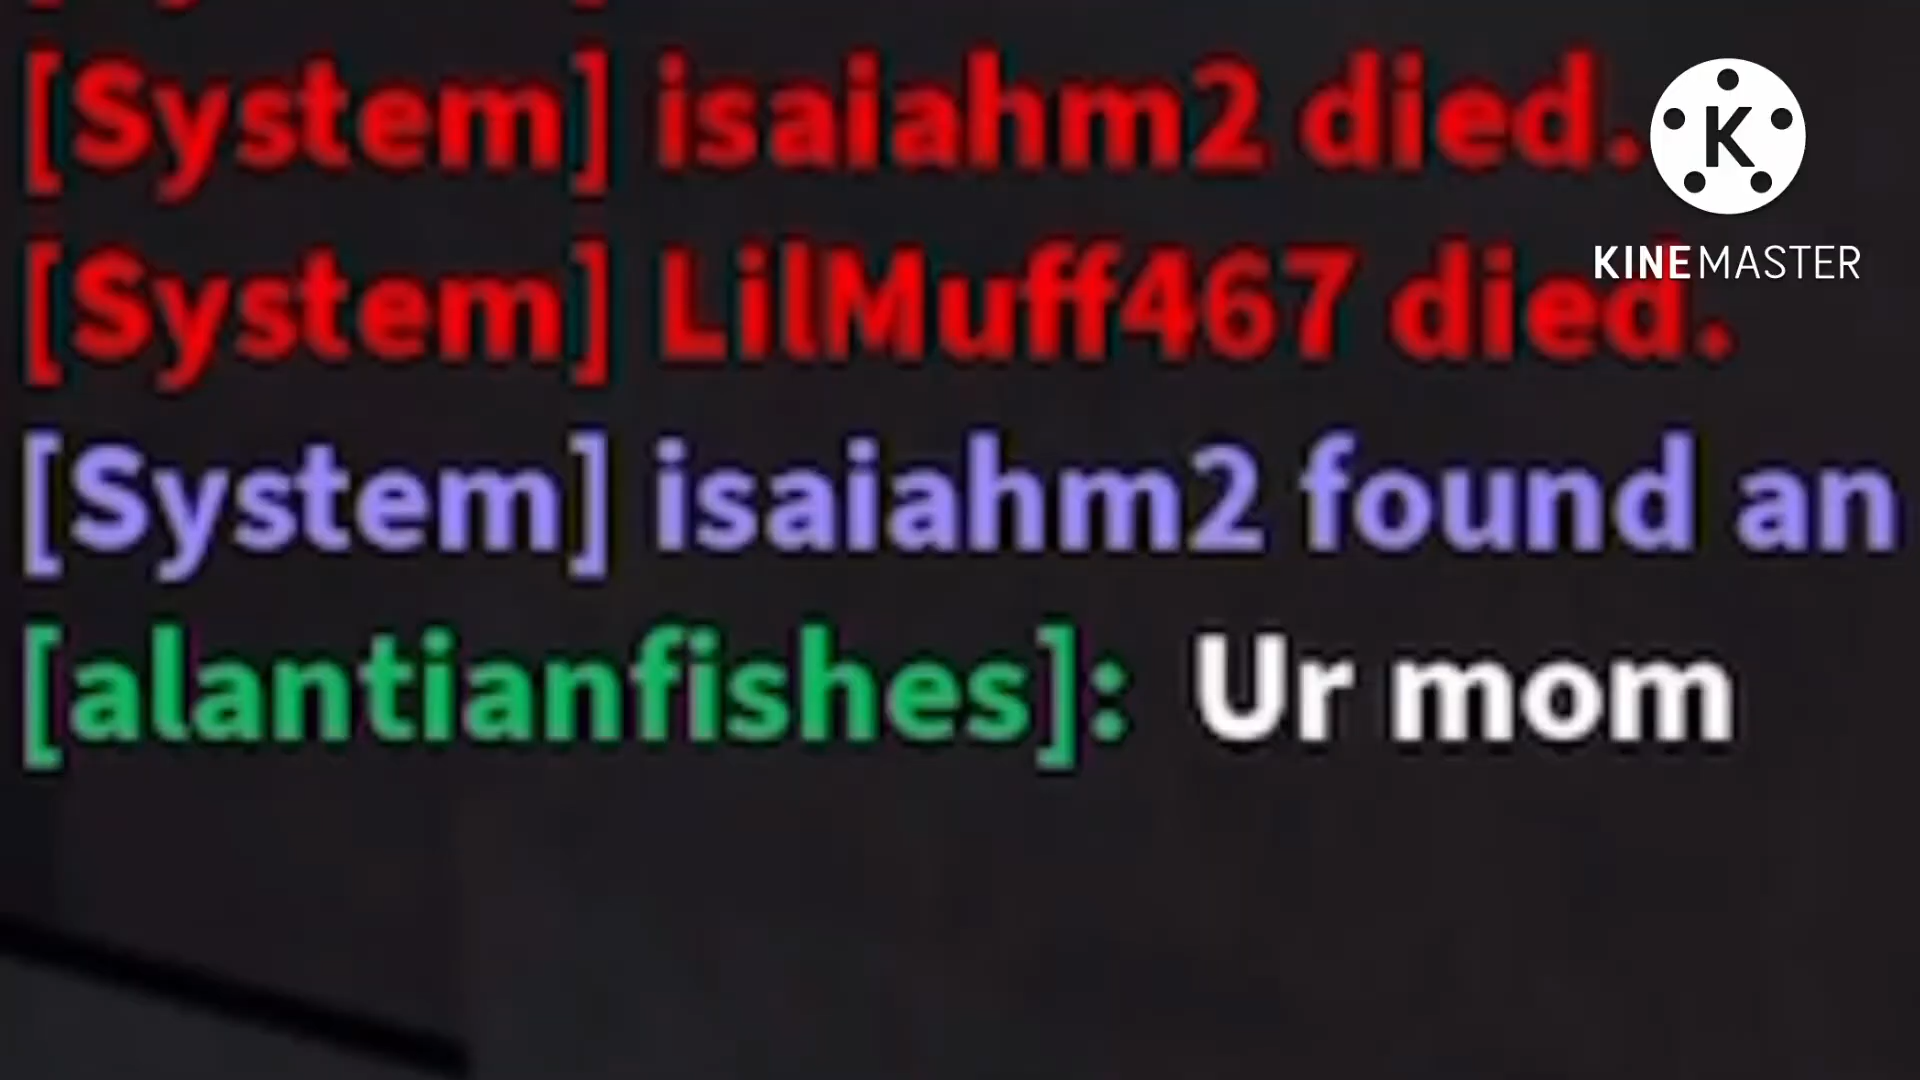 [System] isaiahm2 died.
[System] LilMuff467 died.
[System] isaiahm2 found an
[alantianfishes]: Ur mom
K
KINEMASTER